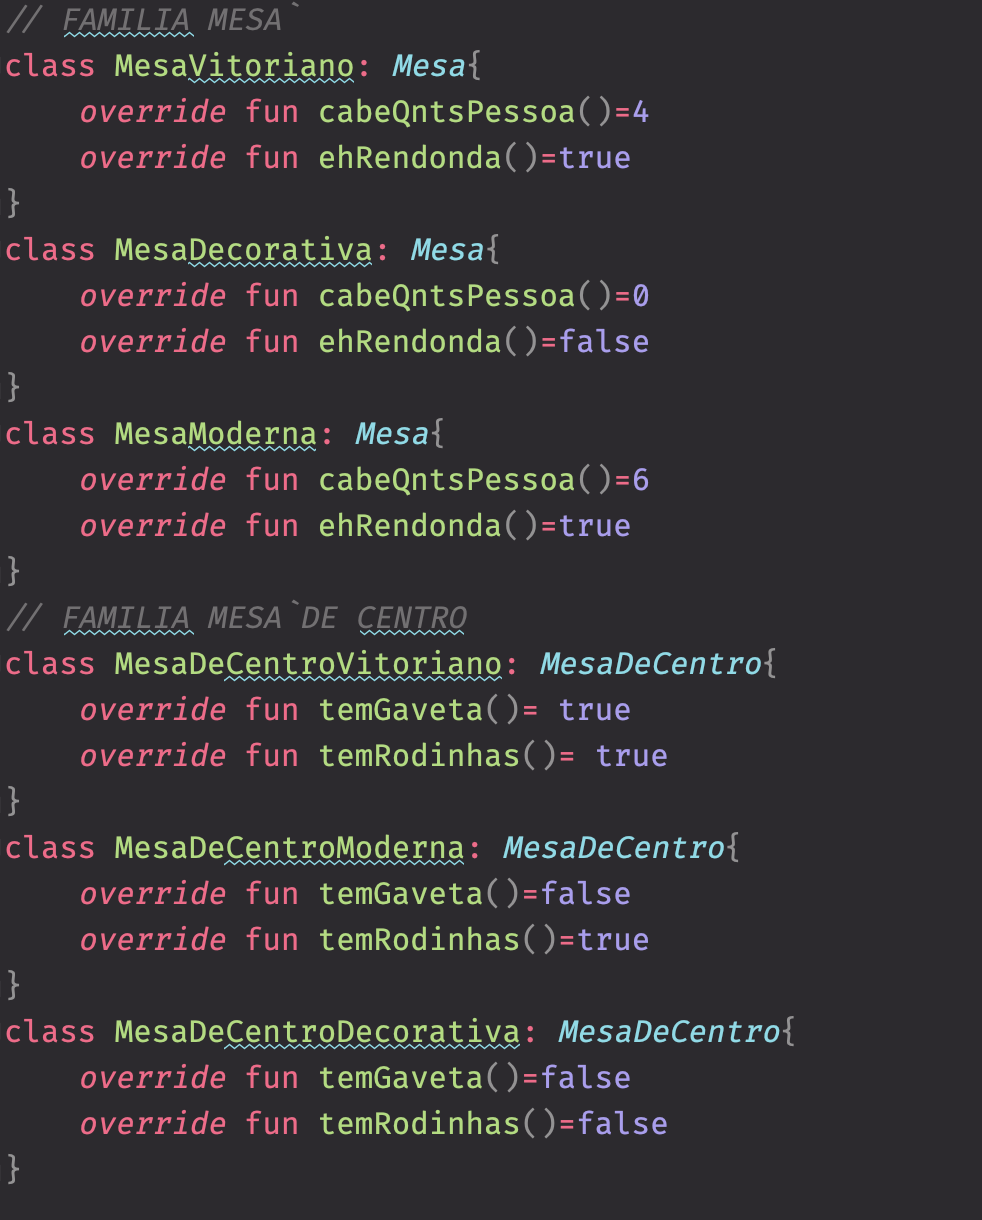 // FAMILIA MESA`
class MesaVitoriano: Mesa{
    override fun cabeQntsPessoa()=4
    override fun ehRendonda()=true
}
class MesaDecorativa: Mesa{
    override fun cabeQntsPessoa()=0
    override fun ehRendonda()=false
}
class MesaModerna: Mesa{
    override fun cabeQntsPessoa()=6
    override fun ehRendonda()=true
}
// FAMILIA MESA`DE CENTRO
class MesaDeCentroVitoriano: MesaDeCentro{
    override fun temGaveta()= true
    override fun temRodinhas()= true
}
class MesaDeCentroModerna: MesaDeCentro{
    override fun temGaveta()=false
    override fun temRodinhas()=true
}
class MesaDeCentroDecorativa: MesaDeCentro{
    override fun temGaveta()=false
    override fun temRodinhas()=false
}